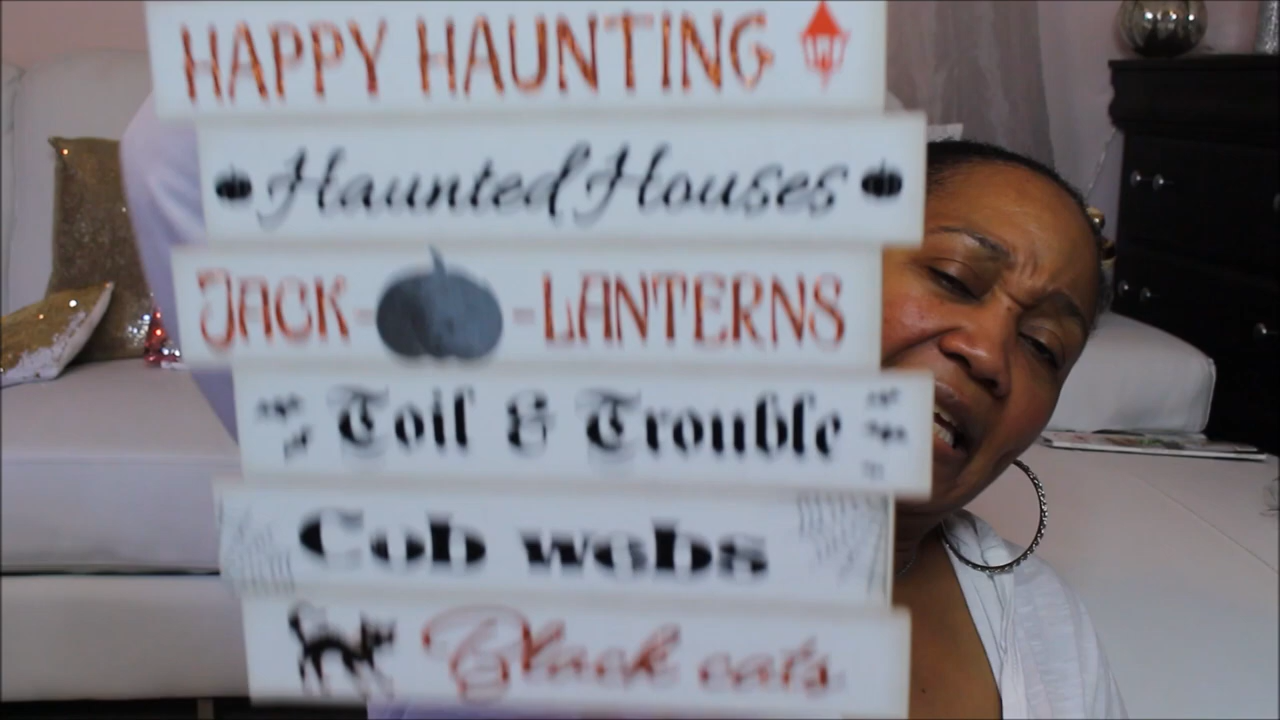 HAPPY HAUNTING
Haunted Houses
JACK-O-LANTERNS
Toil & Trouble
Cob webs
Black cats